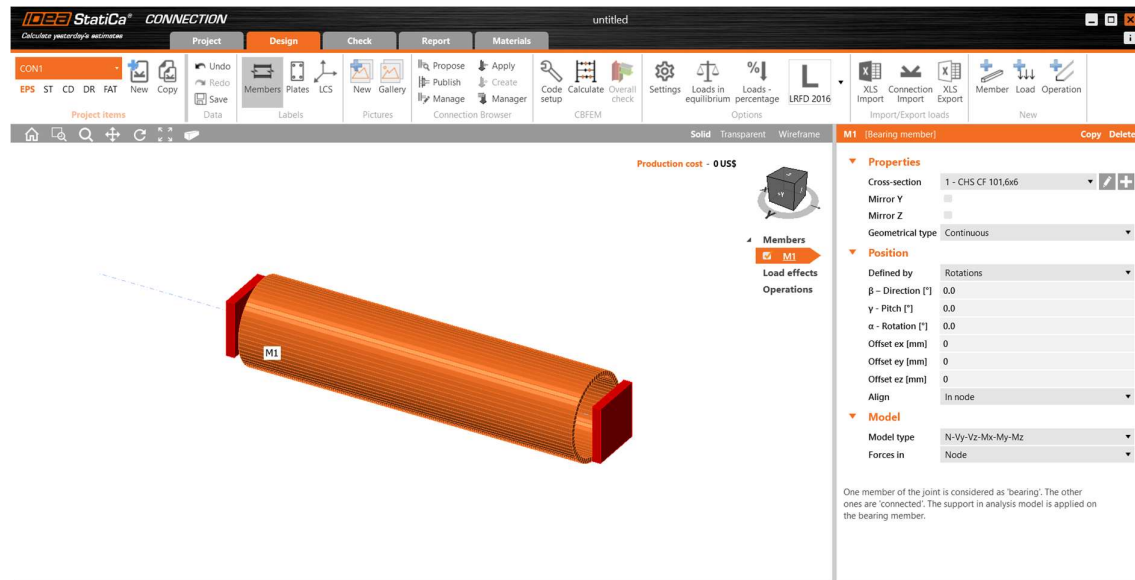 IDEA StatiCa® CONNECTION
untitled
Calculate yesterday's estimates
Project Design Check Report Materials
i
CON1
EPS ST CD DR FAT
New Copy
Project items
Undo
Redo
Save
Data
Members Plates LCS
Labels
New Gallery
Pictures
Propose Apply
Publish Create
Manage Manager
Connection Browser
Code setup
Calculate
Overall check
CBFEM
Settings
Loads in equilibrium
Loads - percentage
L
LRFD 2016
Options
XLS Import
Connection Import
XLS Export
Import/Export loads
Member Load Operation
New
Solid Transparent Wireframe
Production cost - 0 US$
Members
M1
Load effects
Operations
M1
M1 [Bearing member] Copy Delete
Properties
Cross-section 1 - CHS CF 101,6x6
Mirror Y
Mirror Z
Geometrical type Continuous
Position
Defined by Rotations
β – Direction [°] 0.0
γ - Pitch [°] 0.0
α - Rotation [°] 0.0
Offset ex [mm] 0
Offset ey [mm] 0
Offset ez [mm] 0
Align In node
Model
Model type N-Vy-Vz-Mx-My-Mz
Forces in Node
One member of the joint is considered as 'bearing'. The other
ones are 'connected'. The support in analysis model is applied on
the bearing member.